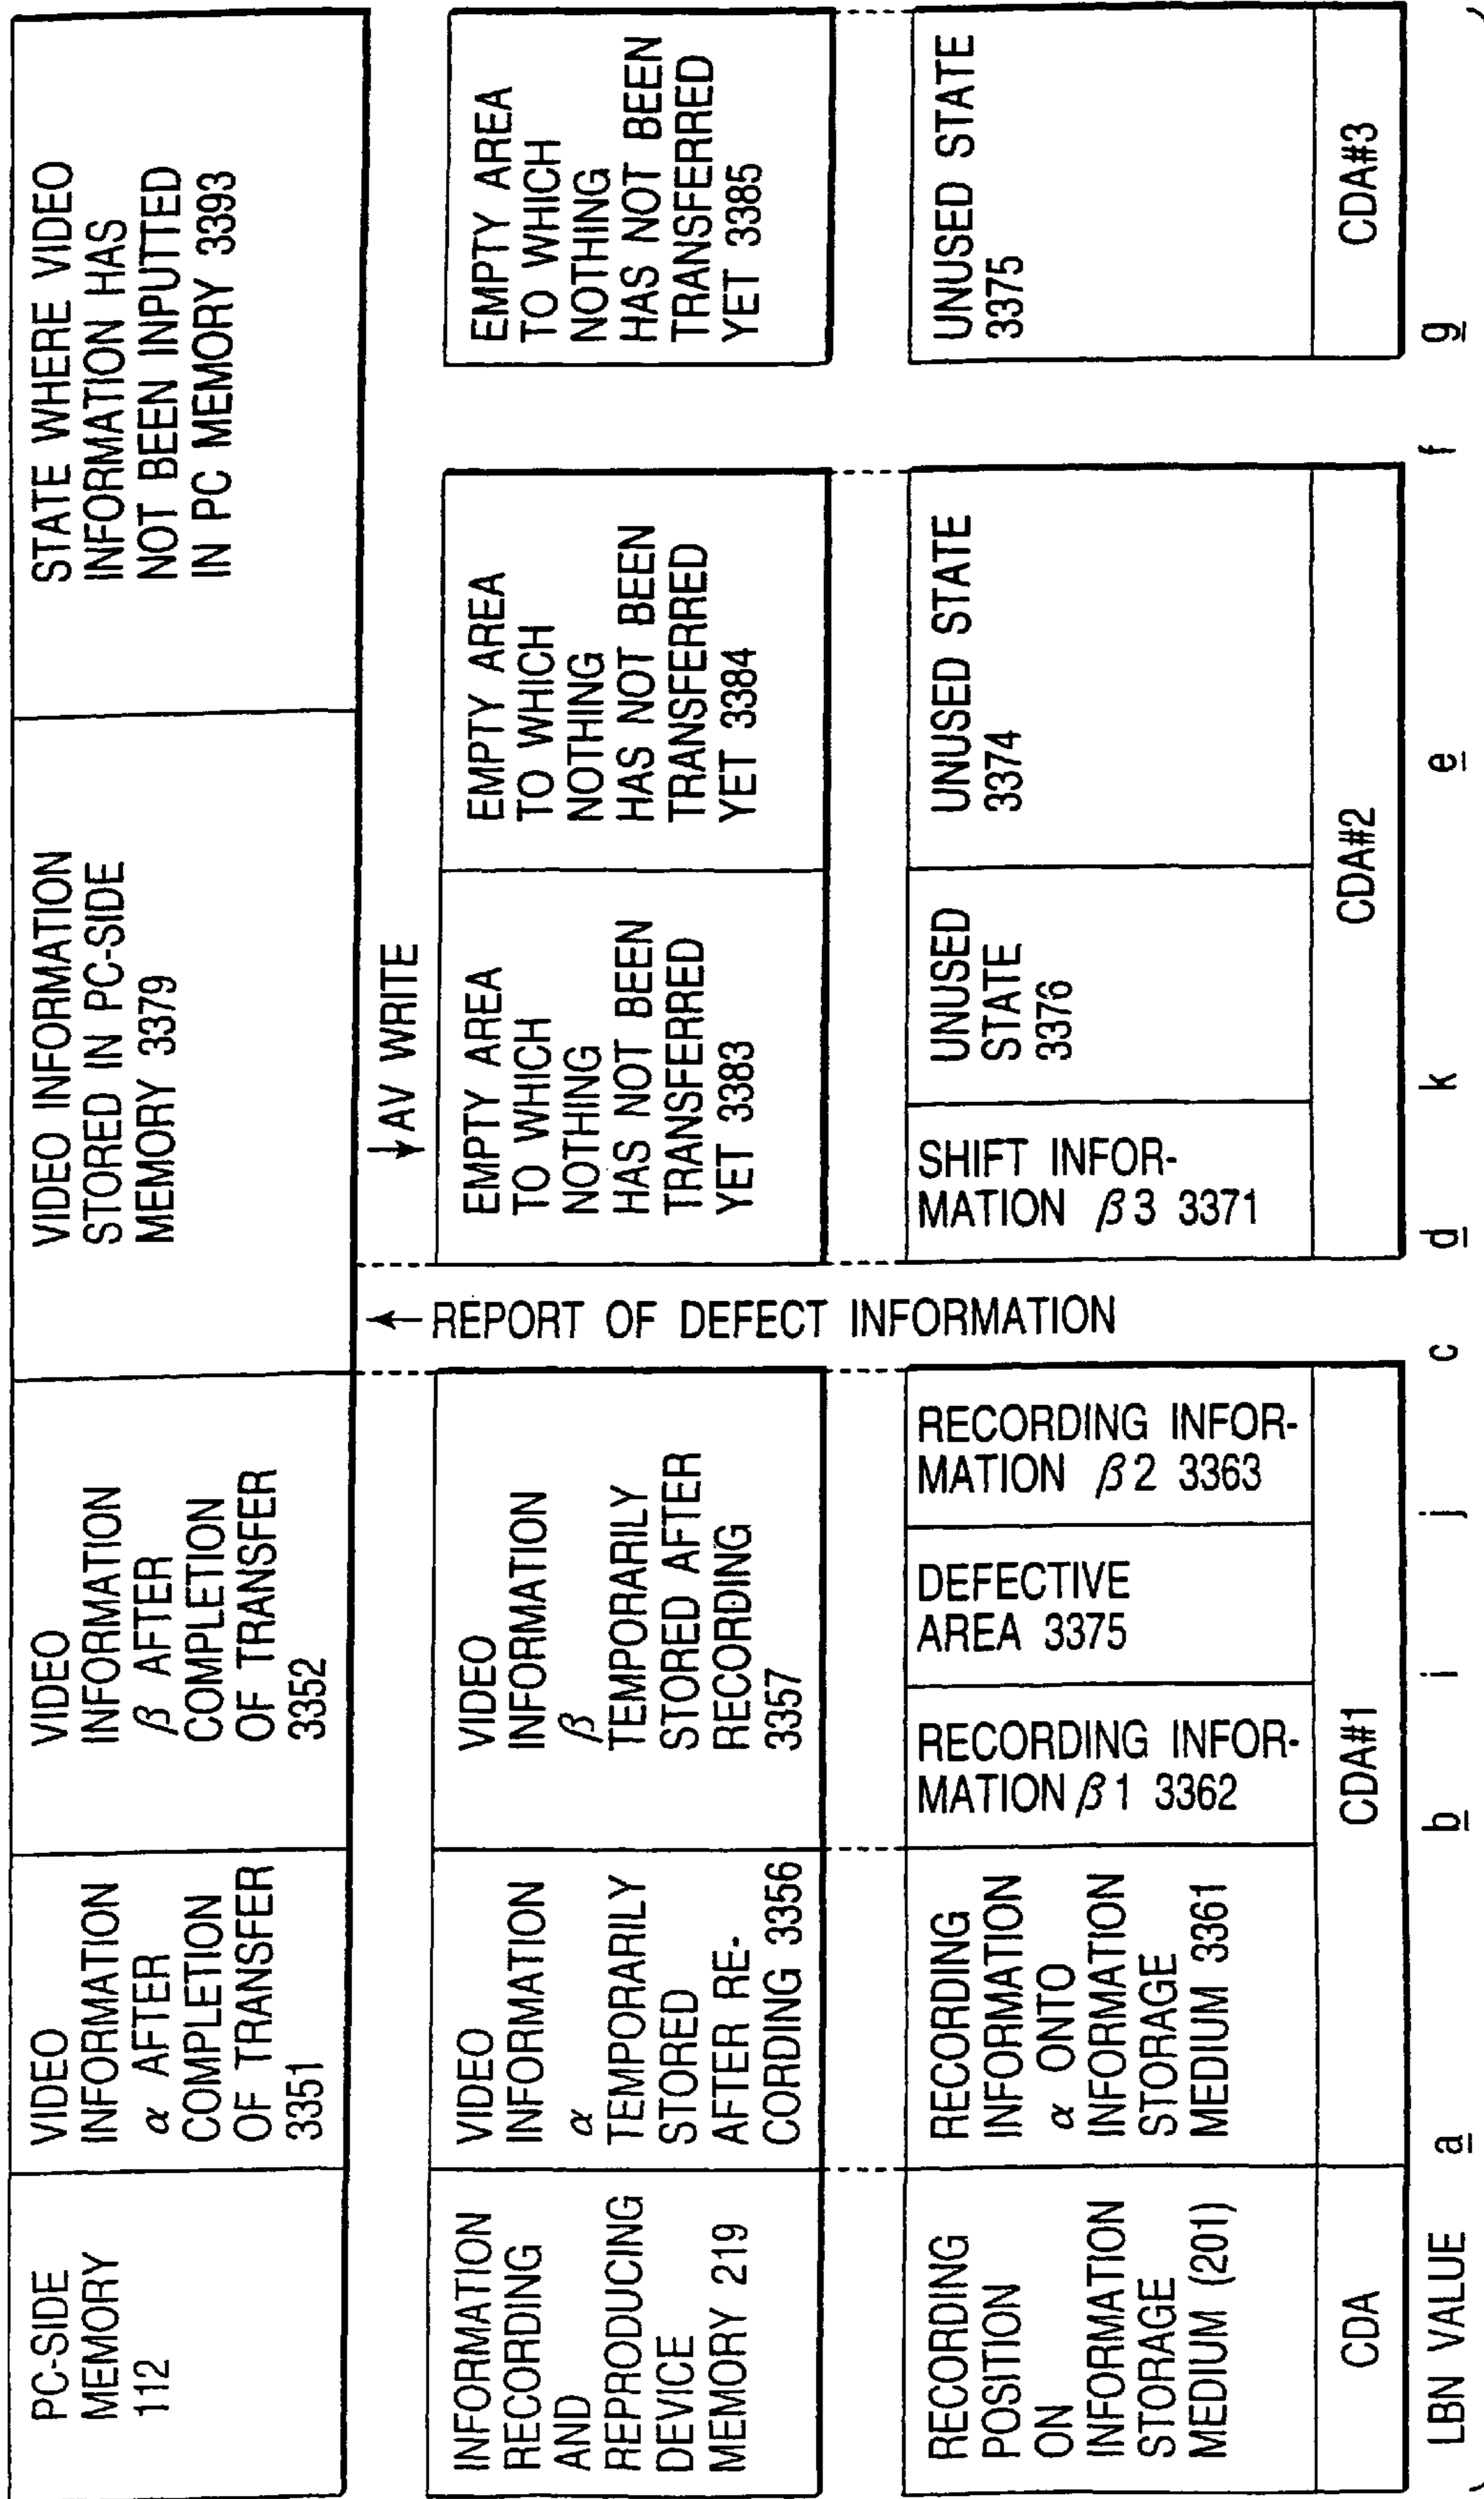 PC-SIDE
MEMORY
112
VIDEO
INFORMATION
α AFTER
COMPLETION
OF TRANSFER
3351
VIDEO
INFORMATION
β AFTER
COMPLETION
OF TRANSFER
3352
VIDEO INFORMATION
STORED IN PC-SIDE
MEMORY 3379
STATE WHERE VIDEO
INFORMATION HAS
NOT BEEN INPUTTED
IN PC MEMORY 3393
REPORT OF DEFECT INFORMATION
AV WRITE
INFORMATION
RECORDING
AND
REPRODUCING
DEVICE
MEMORY 219
VIDEO
INFORMATION
α
TEMPORARILY
STORED
AFTER RE-
CORDING 3356
VIDEO
INFORMATION
β
TEMPORARILY
STORED AFTER
RECORDING
3357
EMPTY AREA
TO WHICH
NOTHING
HAS NOT BEEN
TRANSFERRED
YET 3383
EMPTY AREA
TO WHICH
NOTHING
HAS NOT BEEN
TRANSFERRED
YET 3384
EMPTY AREA
TO WHICH
NOTHING
HAS NOT BEEN
TRANSFERRED
YET 3385
RECORDING
POSITION
ON
INFORMATION
STORAGE
MEDIUM (201)
RECORDING
INFORMATION
α ONTO
INFORMATION
STORAGE
MEDIUM 3361
RECORDING INFOR-
MATION β1 3362
DEFECTIVE
AREA 3375
RECORDING INFOR-
MATION β2 3363
SHIFT INFOR-
MATION β3 3371
UNUSED
STATE
3376
UNUSED STATE
3374
UNUSED STATE
3375
CDA
CDA#1
CDA#2
CDA#3
LBN VALUE
a
b
i
j
c
d
k
e
f
g